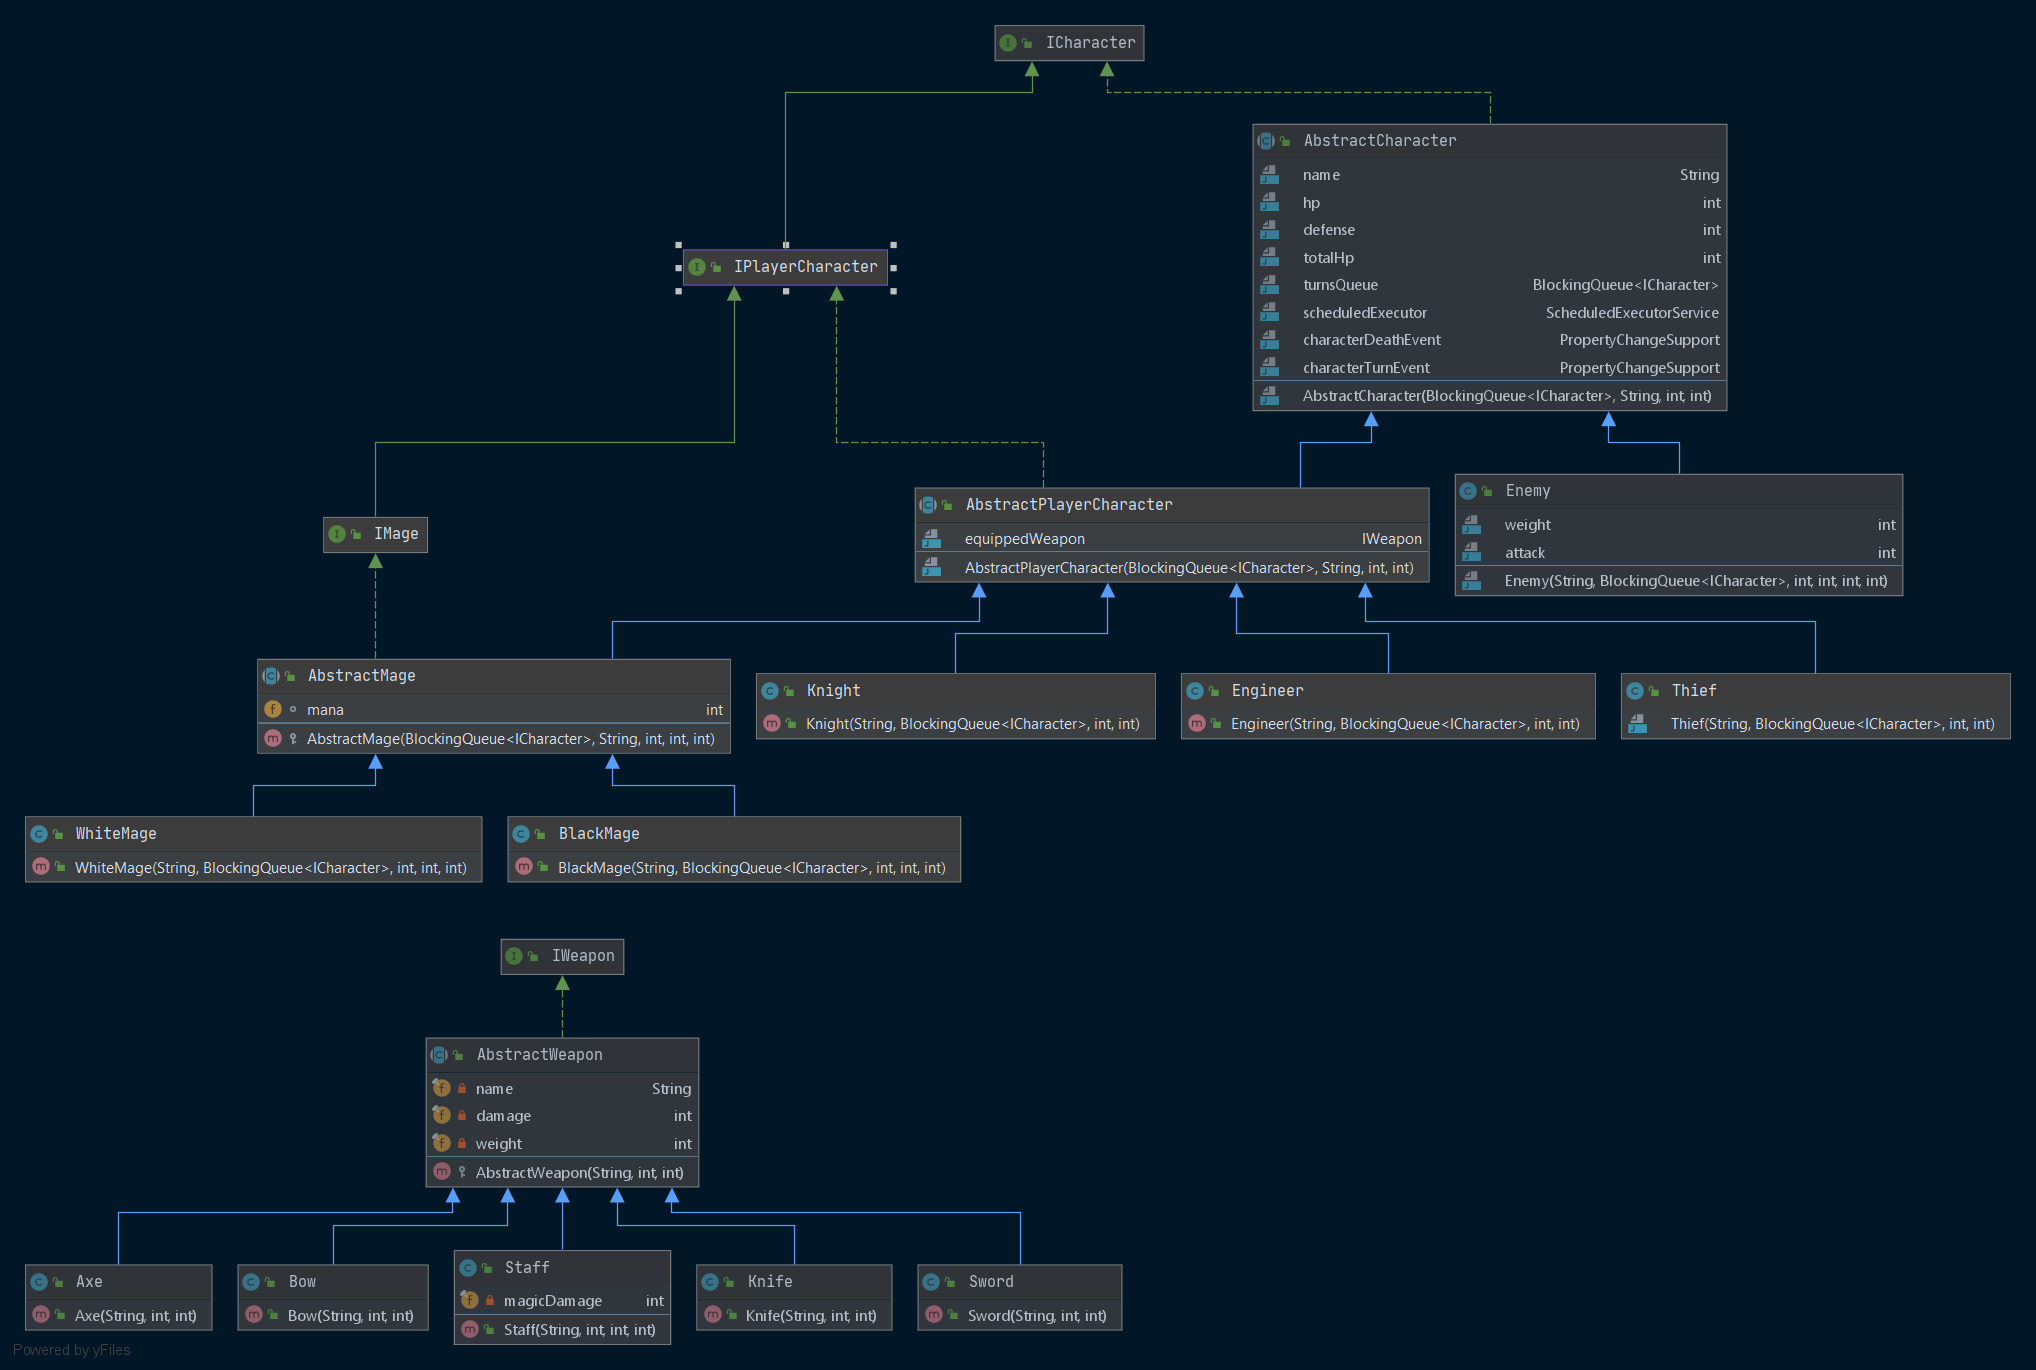 ICharacter
AbstractCharacter
name String
hp int
defense int
totalHp int
turnsQueue BlockingQueue<ICharacter>
scheduledExecutor ScheduledExecutorService
characterDeathEvent PropertyChangeSupport
characterTurnEvent PropertyChangeSupport
AbstractCharacter(BlockingQueue<ICharacter>, String, int, int)
IPlayerCharacter
IMage
AbstractPlayerCharacter
equippedWeapon IWeapon
AbstractPlayerCharacter(BlockingQueue<ICharacter>, String, int, int)
Enemy
weight int
attack int
Enemy(String, BlockingQueue<ICharacter>, int, int, int, int)
AbstractMage
mana int
AbstractMage(BlockingQueue<ICharacter>, String, int, int, int)
Knight
Knight(String, BlockingQueue<ICharacter>, int, int)
Engineer
Engineer(String, BlockingQueue<ICharacter>, int, int)
Thief
Thief(String, BlockingQueue<ICharacter>, int, int)
WhiteMage
WhiteMage(String, BlockingQueue<ICharacter>, int, int, int)
BlackMage
BlackMage(String, BlockingQueue<ICharacter>, int, int, int)
IWeapon
AbstractWeapon
name String
damage int
weight int
AbstractWeapon(String, int, int)
Axe
Axe(String, int, int)
Bow
Bow(String, int, int)
Staff
magicDamage int
Staff(String, int, int, int)
Knife
Knife(String, int, int)
Sword
Sword(String, int, int)
Powered by yFiles